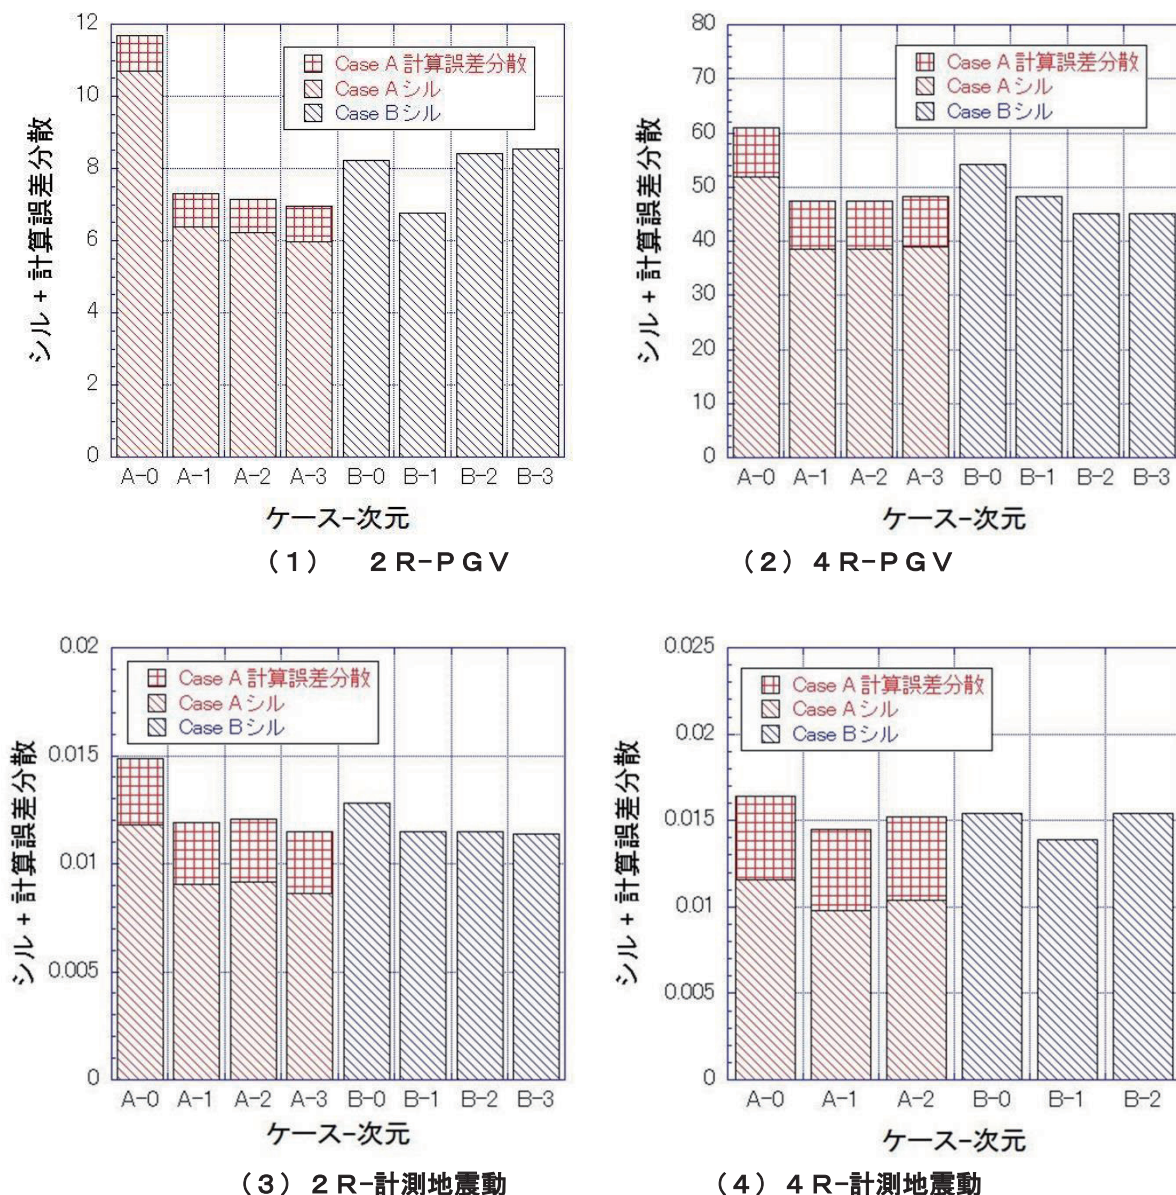 シル + 計算誤差分散
12
10
8
6
4
2
0
Case A 計算誤差分散
Case A シル
Case B シル
A-0 A-1 A-2 A-3 B-0 B-1 B-2 B-3
ケース-次元
(1) 2R-PGV
シル + 計算誤差分散
80
70
60
50
40
30
20
10
0
Case A 計算誤差分散
Case A シル
Case B シル
A-0 A-1 A-2 A-3 B-0 B-1 B-2 B-3
ケース-次元
(2) 4R-PGV
シル + 計算誤差分散
0.02
0.015
0.01
0.005
0
Case A 計算誤差分散
Case A シル
Case B シル
A-0 A-1 A-2 A-3 B-0 B-1 B-2 B-3
ケース-次元
(3) 2R-計測地震動
シル + 計算誤差分散
0.025
0.02
0.015
0.01
0.005
0
Case A 計算誤差分散
Case A シル
Case B シル
A-0 A-1 A-2 B-0 B-1 B-2
ケース-次元
(4) 4R-計測地震動